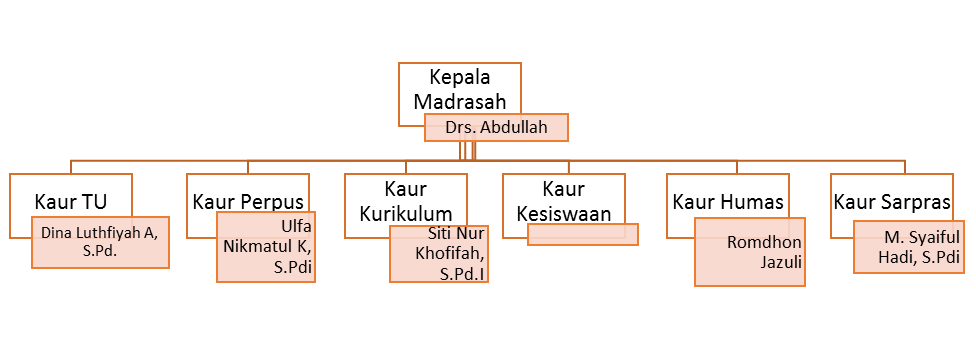 Kepala
Madrasah
Drs. Abdullah
Kaur TU
Dina Luthfiyah A,
S.Pd.
Kaur Perpus
Ulfa
Nikmatul K,
S.Pdi
Kaur
Kurikulum
Siti Nur
Khofifah,
S.Pd.I
Kaur
Kesiswaan
Kaur Humas
Romdhon
Jazuli
Kaur Sarpras
M. Syaiful
Hadi, S.Pdi